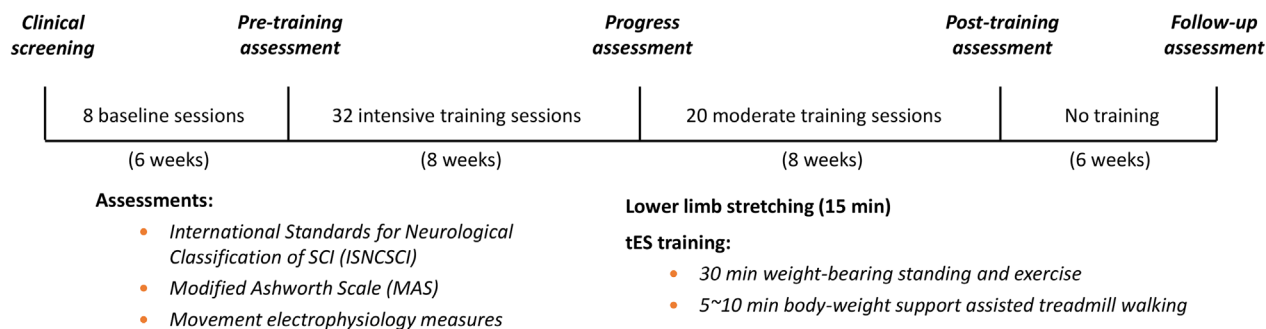 Clinical screening
Pre-training assessment
Progress assessment
Post-training assessment
Follow-up assessment
8 baseline sessions
32 intensive training sessions
20 moderate training sessions
No training
(6 weeks)
(8 weeks)
(8 weeks)
(6 weeks)
Assessments:
• International Standards for Neurological
Classification of SCI (ISNCSCI)
• Modified Ashworth Scale (MAS)
• Movement electrophysiology measures
Lower limb stretching (15 min)
tES training:
• 30 min weight-bearing standing and exercise
• 5~10 min body-weight support assisted treadmill walking